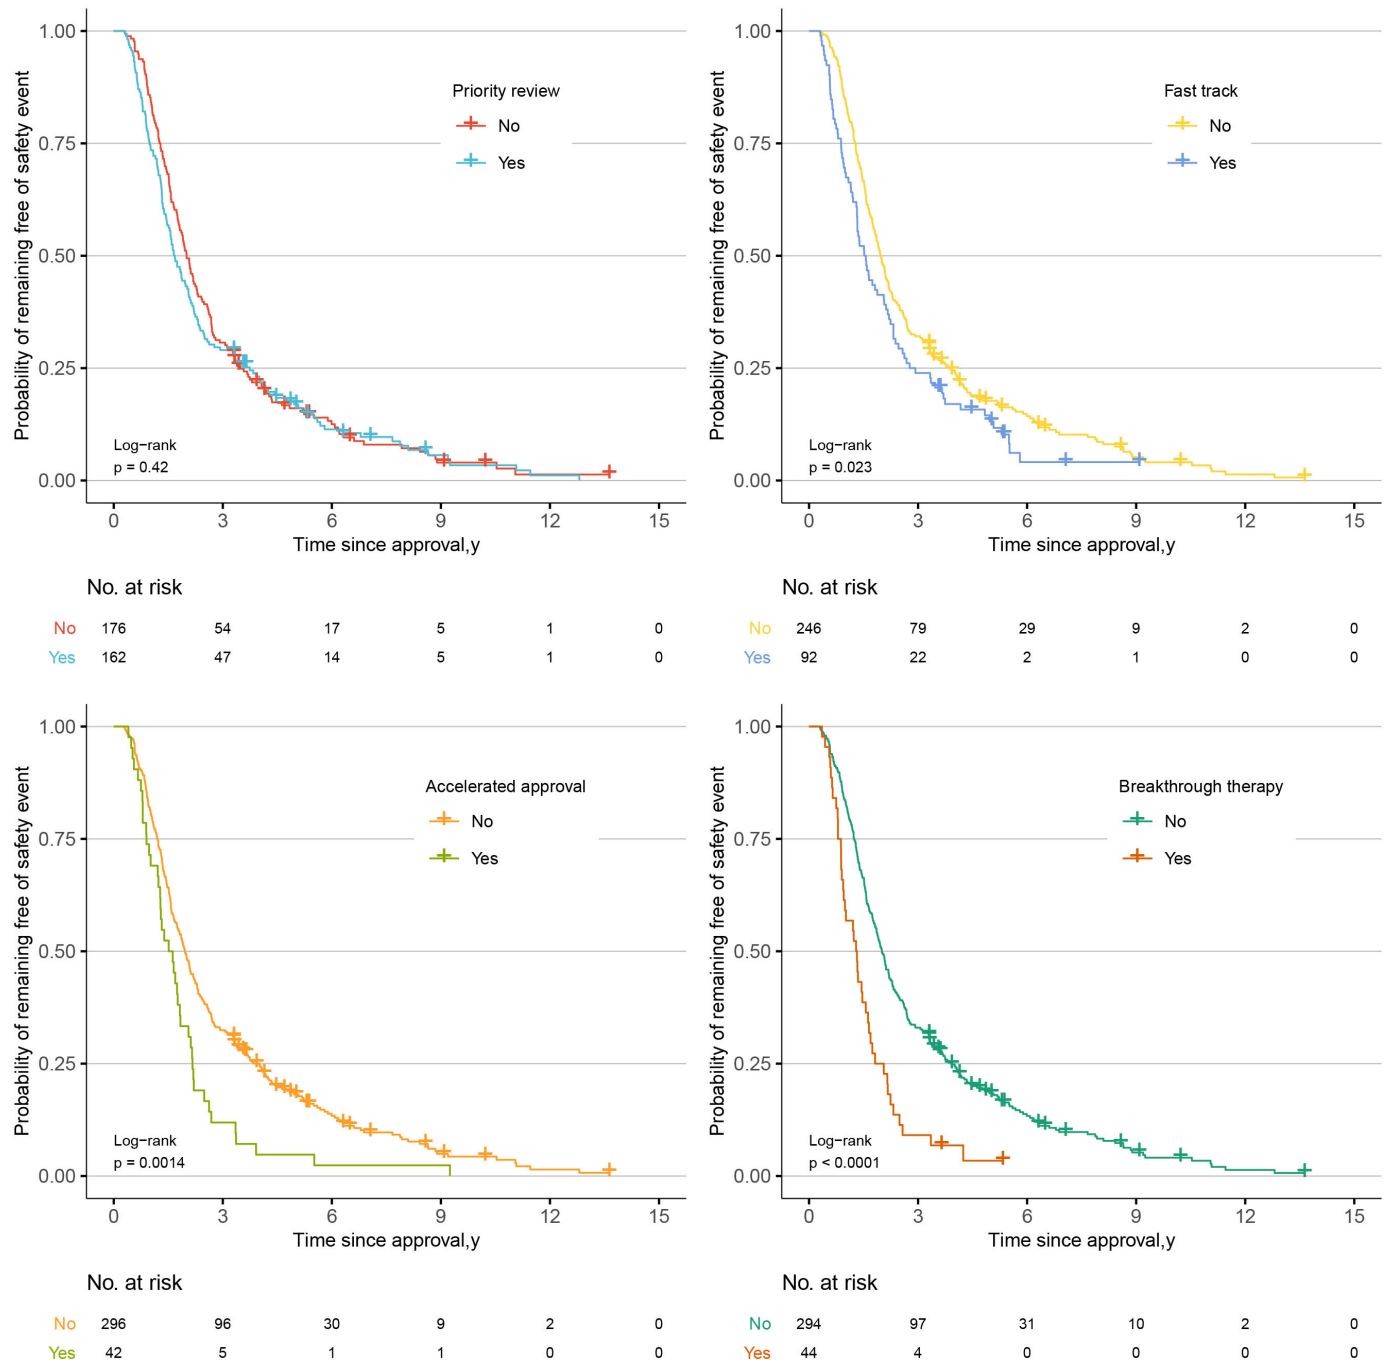 Probability of remaining free of safety event
1.00
0.75
0.50
0.25
0.00
Priority review
No
Yes
Log-rank
p = 0.42
0 3 6 9 12 15
Time since approval,y
No. at risk
No 176 54 17 5 1 0
Yes 162 47 14 5 1 0
Probability of remaining free of safety event
1.00
0.75
0.50
0.25
0.00
Fast track
No
Yes
Log-rank
p = 0.023
0 3 6 9 12 15
Time since approval,y
No. at risk
No 246 79 29 9 2 0
Yes 92 22 2 1 0 0
Probability of remaining free of safety event
1.00
0.75
0.50
0.25
0.00
Accelerated approval
No
Yes
Log-rank
p = 0.0014
0 3 6 9 12 15
Time since approval,y
No. at risk
No 296 96 30 9 2 0
Yes 42 5 1 1 0 0
Probability of remaining free of safety event
1.00
0.75
0.50
0.25
0.00
Breakthrough therapy
No
Yes
Log-rank
p < 0.0001
0 3 6 9 12 15
Time since approval,y
No. at risk
No 294 97 31 10 2 0
Yes 44 4 0 0 0 0